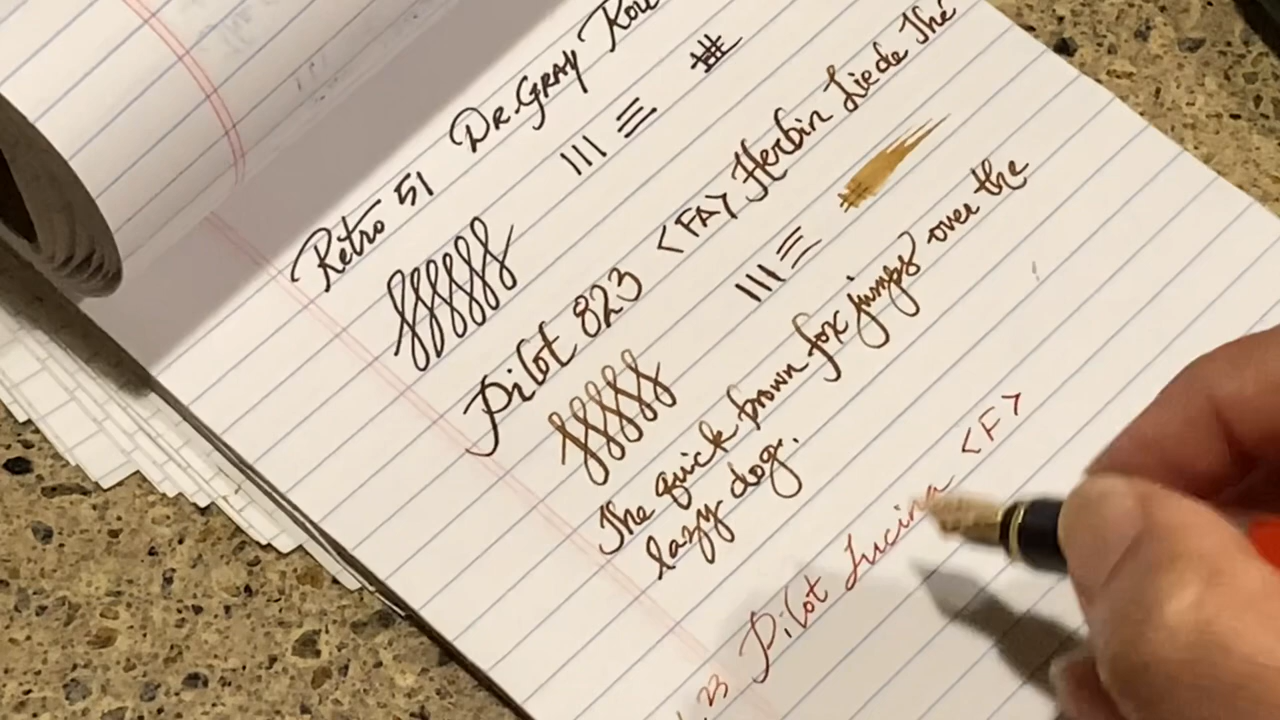 Retro 51 Dr. Gray
Pilot 823 <FA> Herbin Lie de Thé
The quick brown fox jumps over the
lazy dog.
Pilot Lucina <F>
23